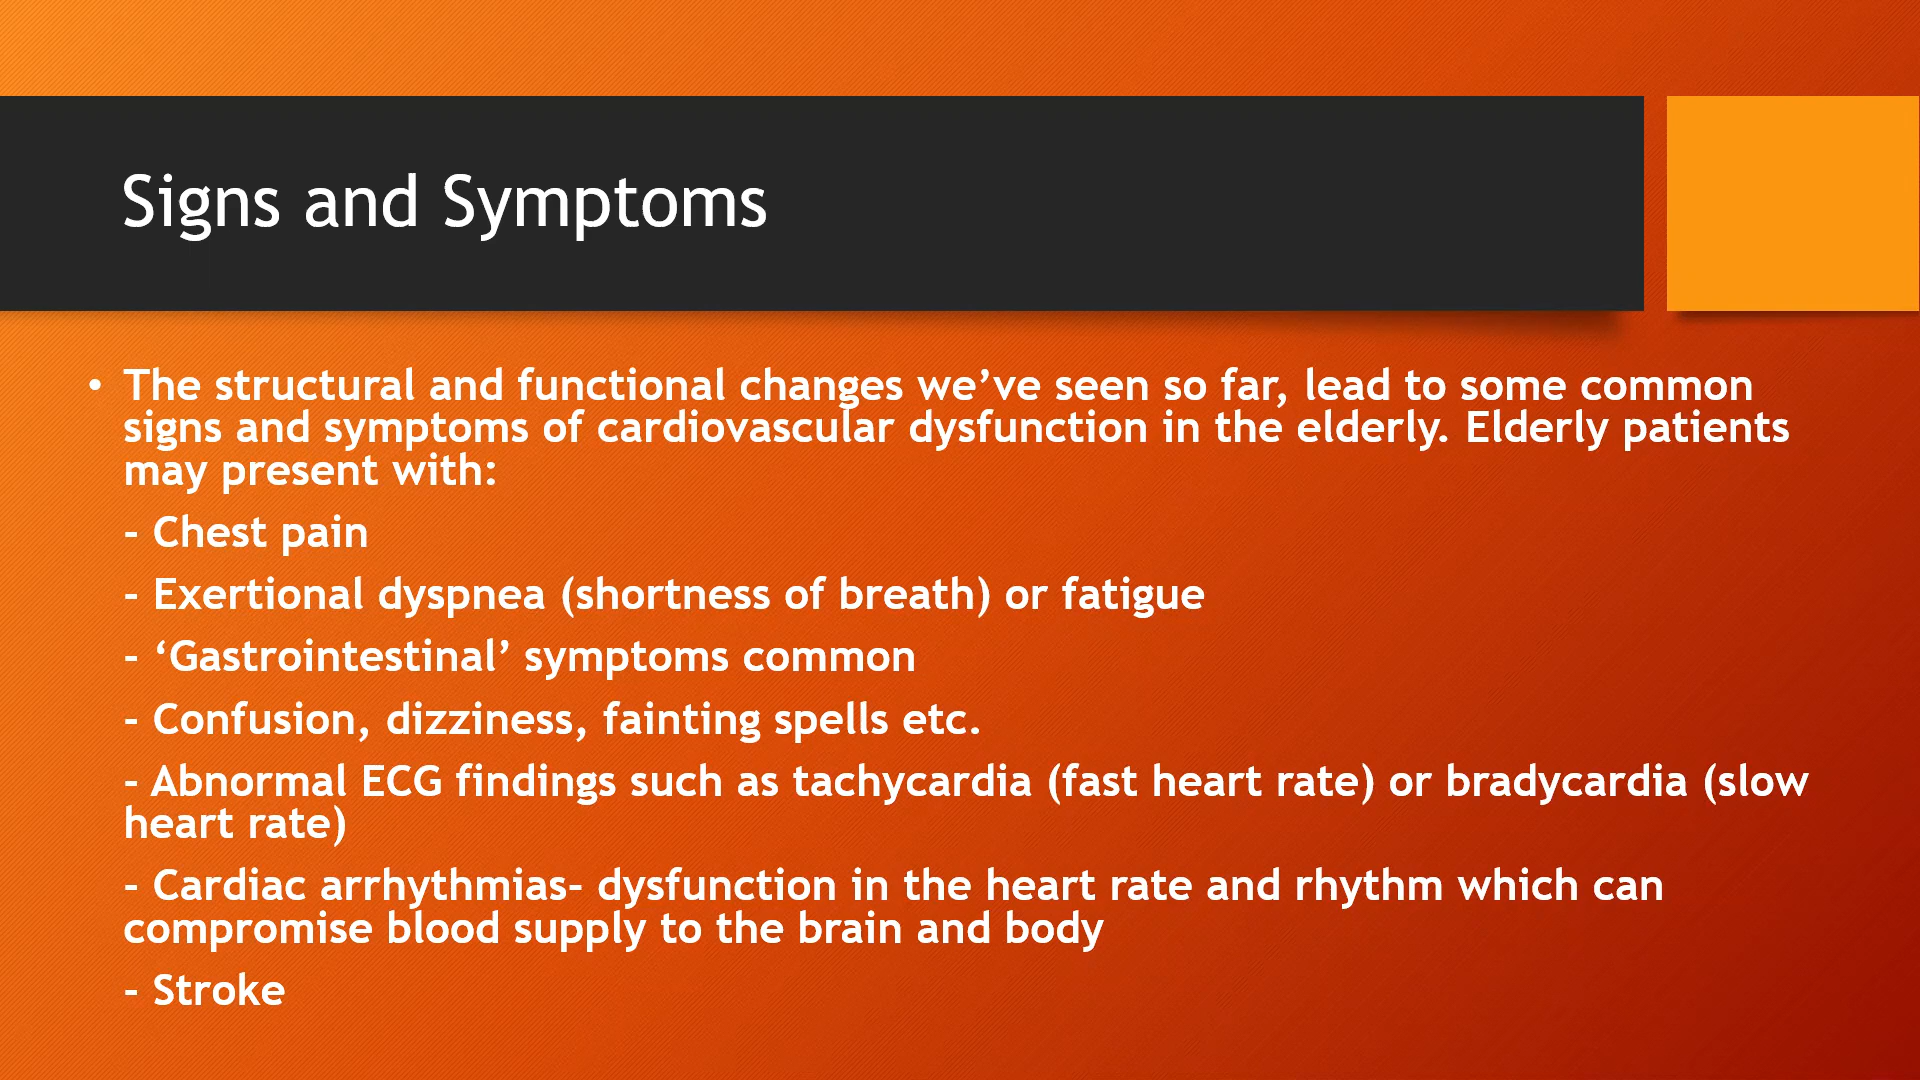 Signs and Symptoms
• The structural and functional changes we’ve seen so far, lead to some common
signs and symptoms of cardiovascular dysfunction in the elderly. Elderly patients
may present with:
- Chest pain
- Exertional dyspnea (shortness of breath) or fatigue
- ‘Gastrointestinal’ symptoms common
- Confusion, dizziness, fainting spells etc.
- Abnormal ECG findings such as tachycardia (fast heart rate) or bradycardia (slow
heart rate)
- Cardiac arrhythmias- dysfunction in the heart rate and rhythm which can
compromise blood supply to the brain and body
- Stroke